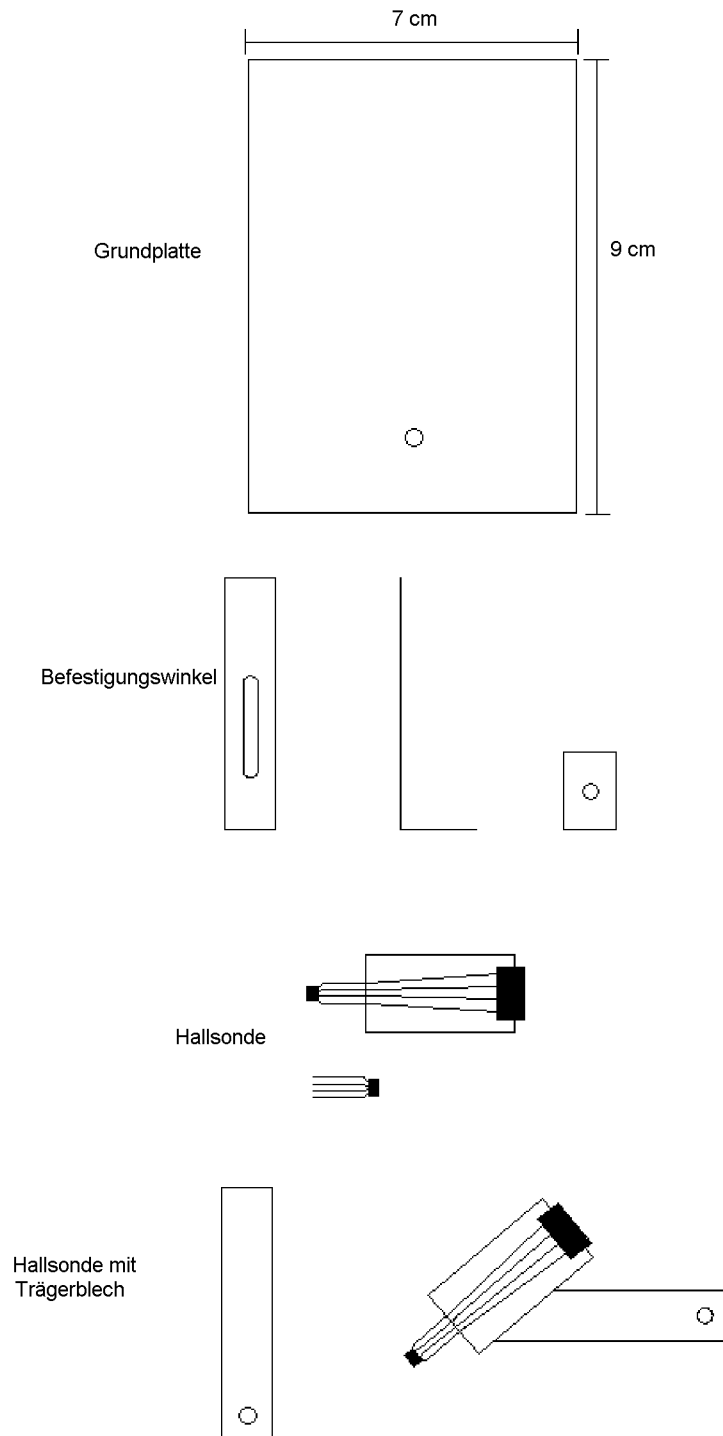 7 cm
Grundplatte
9 cm
Befestigungswinkel
Hallsonde
Hallsonde mit
Trägerblech